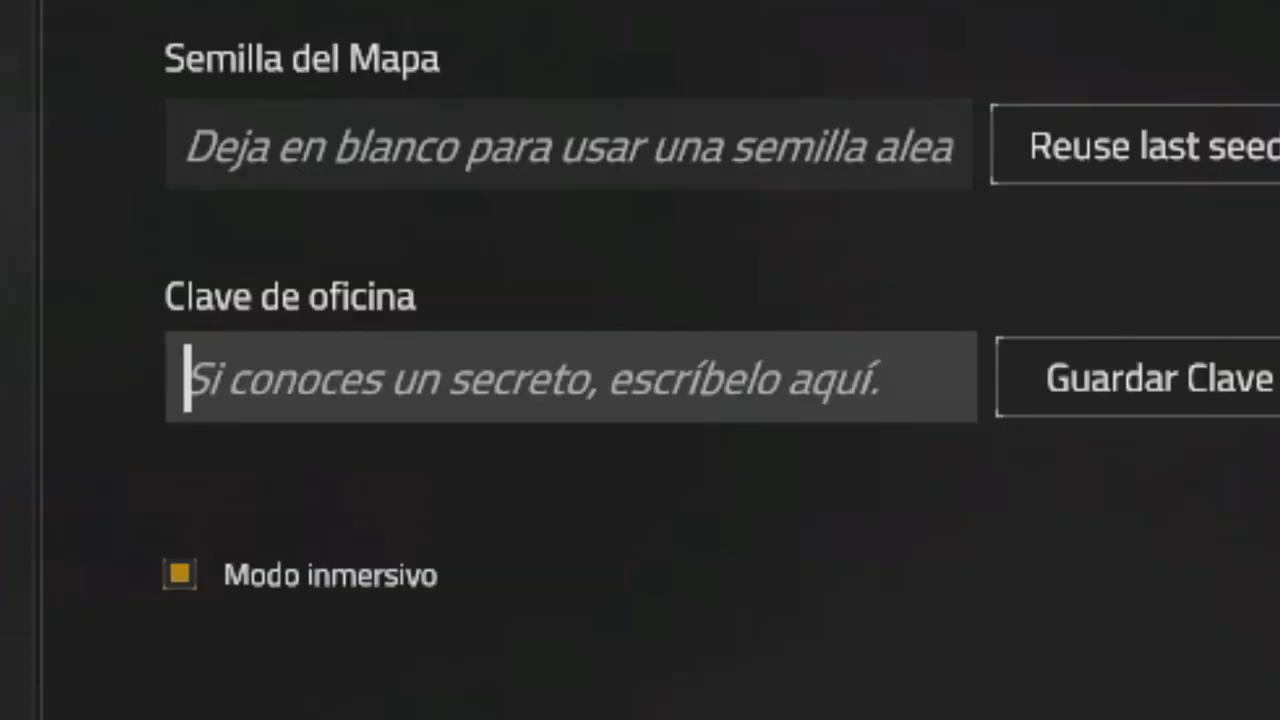 Semilla del Mapa
Deja en blanco para usar una semilla alea
Reuse last seed
Clave de oficina
Si conoces un secreto, escríbelo aquí.
Guardar Clave
Modo inmersivo